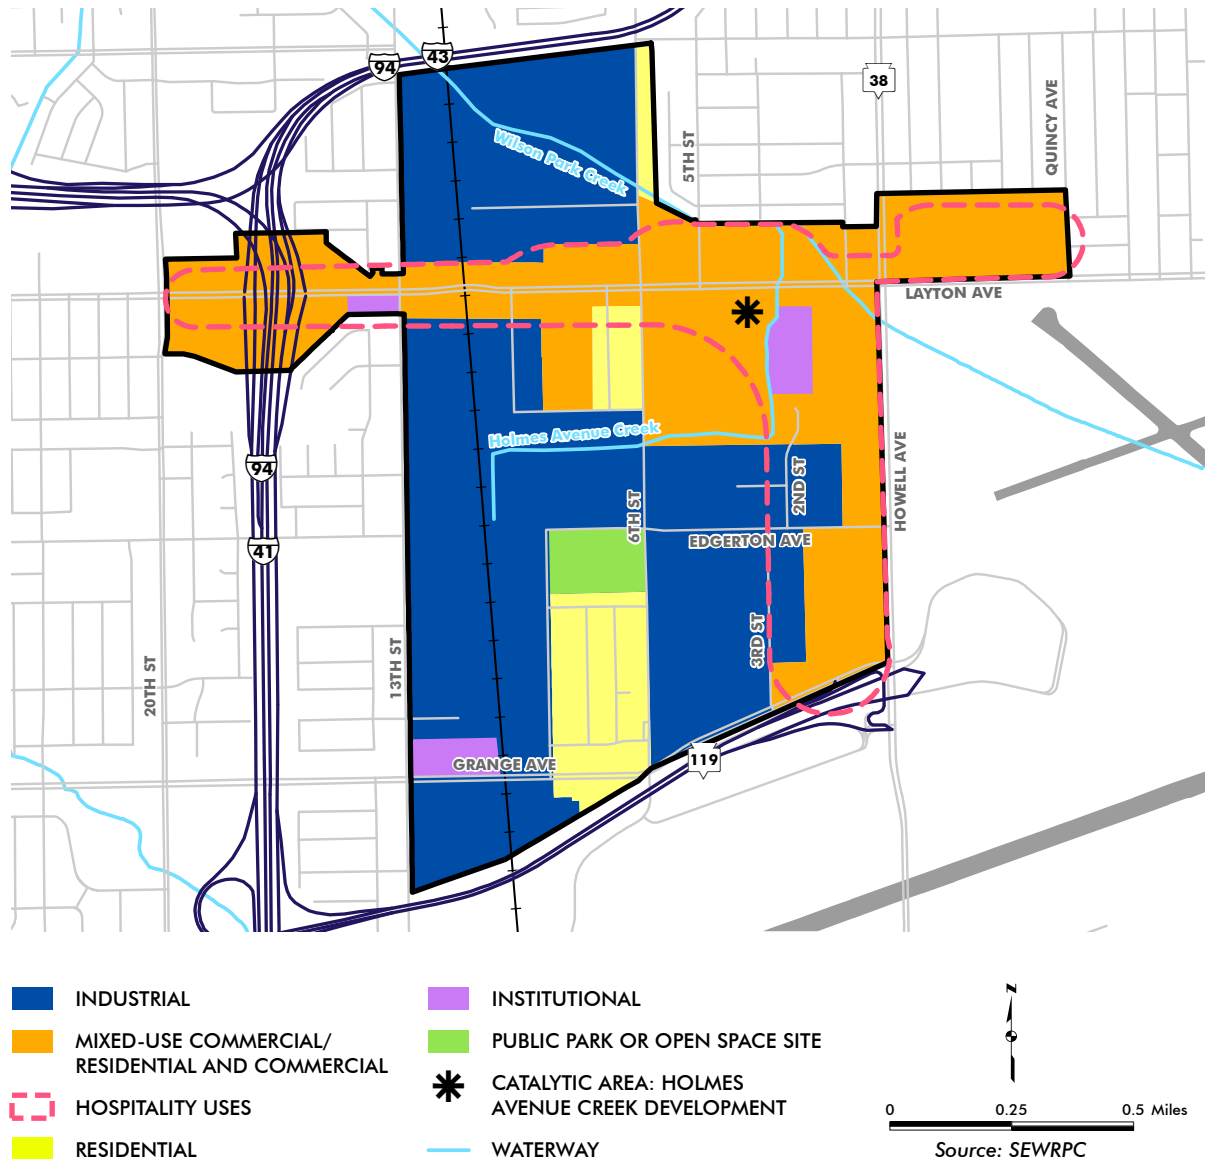 43
94
38
QUINCY AVE
5TH ST
Wilson Park Creek
LAYTON AVE
Holmes Avenue Creek
HOWELL AVE
94
2ND ST
6TH ST
EDGERTON AVE
41
3RD ST
13TH ST
20TH ST
119
GRANGE AVE
INDUSTRIAL
MIXED-USE COMMERCIAL/
RESIDENTIAL AND COMMERCIAL
HOSPITALITY USES
RESIDENTIAL
INSTITUTIONAL
PUBLIC PARK OR OPEN SPACE SITE
CATALYTIC AREA: HOLMES
AVENUE CREEK DEVELOPMENT
WATERWAY
N
0 0.25 0.5 Miles
Source: SEWRPC